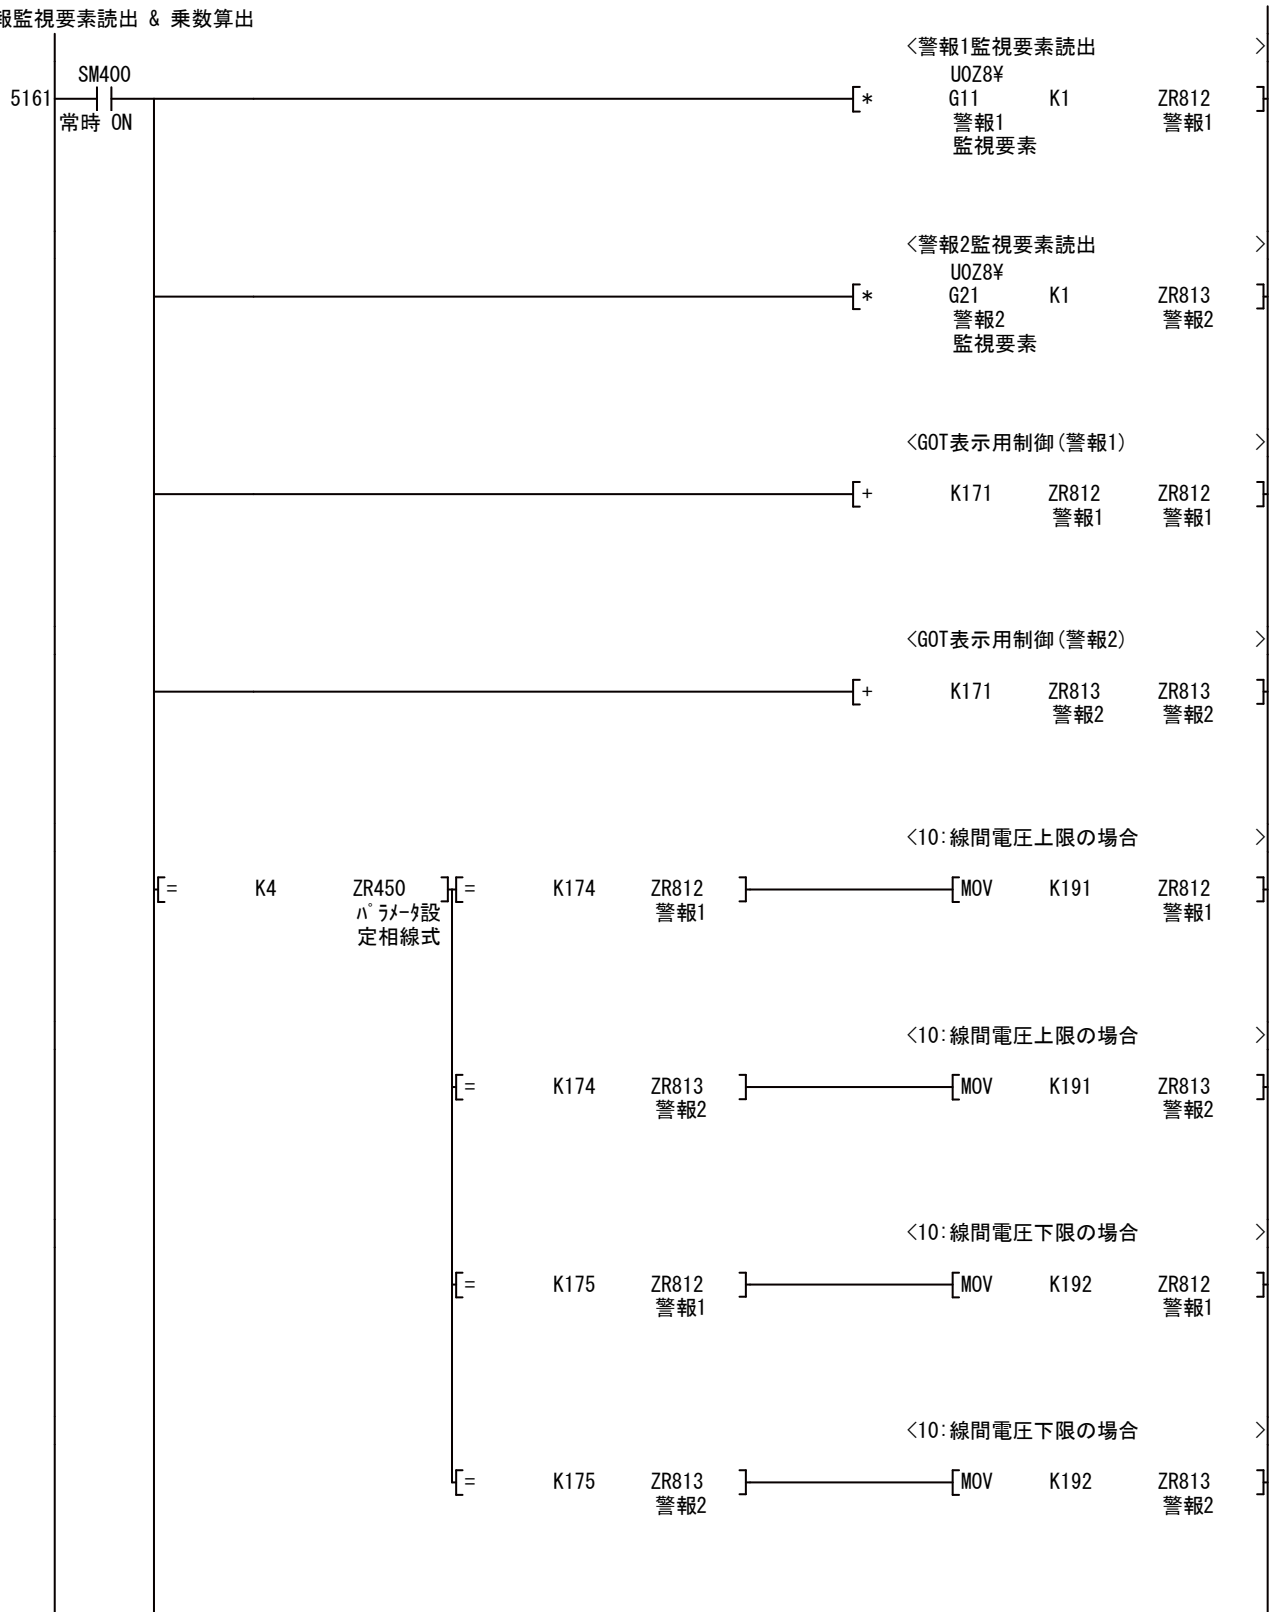 報監視要素読出 & 乗数算出
<警報1監視要素読出 >
SM400 U0Z8¥
5161 [* G11 K1 ZR812 ]
常時 ON 警報1 警報1
監視要素
<警報2監視要素読出 >
U0Z8¥
[* G21 K1 ZR813 ]
警報2 警報2
監視要素
<GOT表示用制御(警報1) >
[+ K171 ZR812 ZR812 ]
警報1 警報1
<GOT表示用制御(警報2) >
[+ K171 ZR813 ZR813 ]
警報2 警報2
<10:線間電圧上限の場合 >
[= K4 ZR450 ] [= K174 ZR812 ] [MOV K191 ZR812 ]
ﾊﾟﾗﾒｰﾀ設 警報1 警報1
定相線式
<10:線間電圧上限の場合 >
[= K174 ZR813 ] [MOV K191 ZR813 ]
警報2 警報2
<10:線間電圧下限の場合 >
[= K175 ZR812 ] [MOV K192 ZR812 ]
警報1 警報1
<10:線間電圧下限の場合 >
[= K175 ZR813 ] [MOV K192 ZR813 ]
警報2 警報2